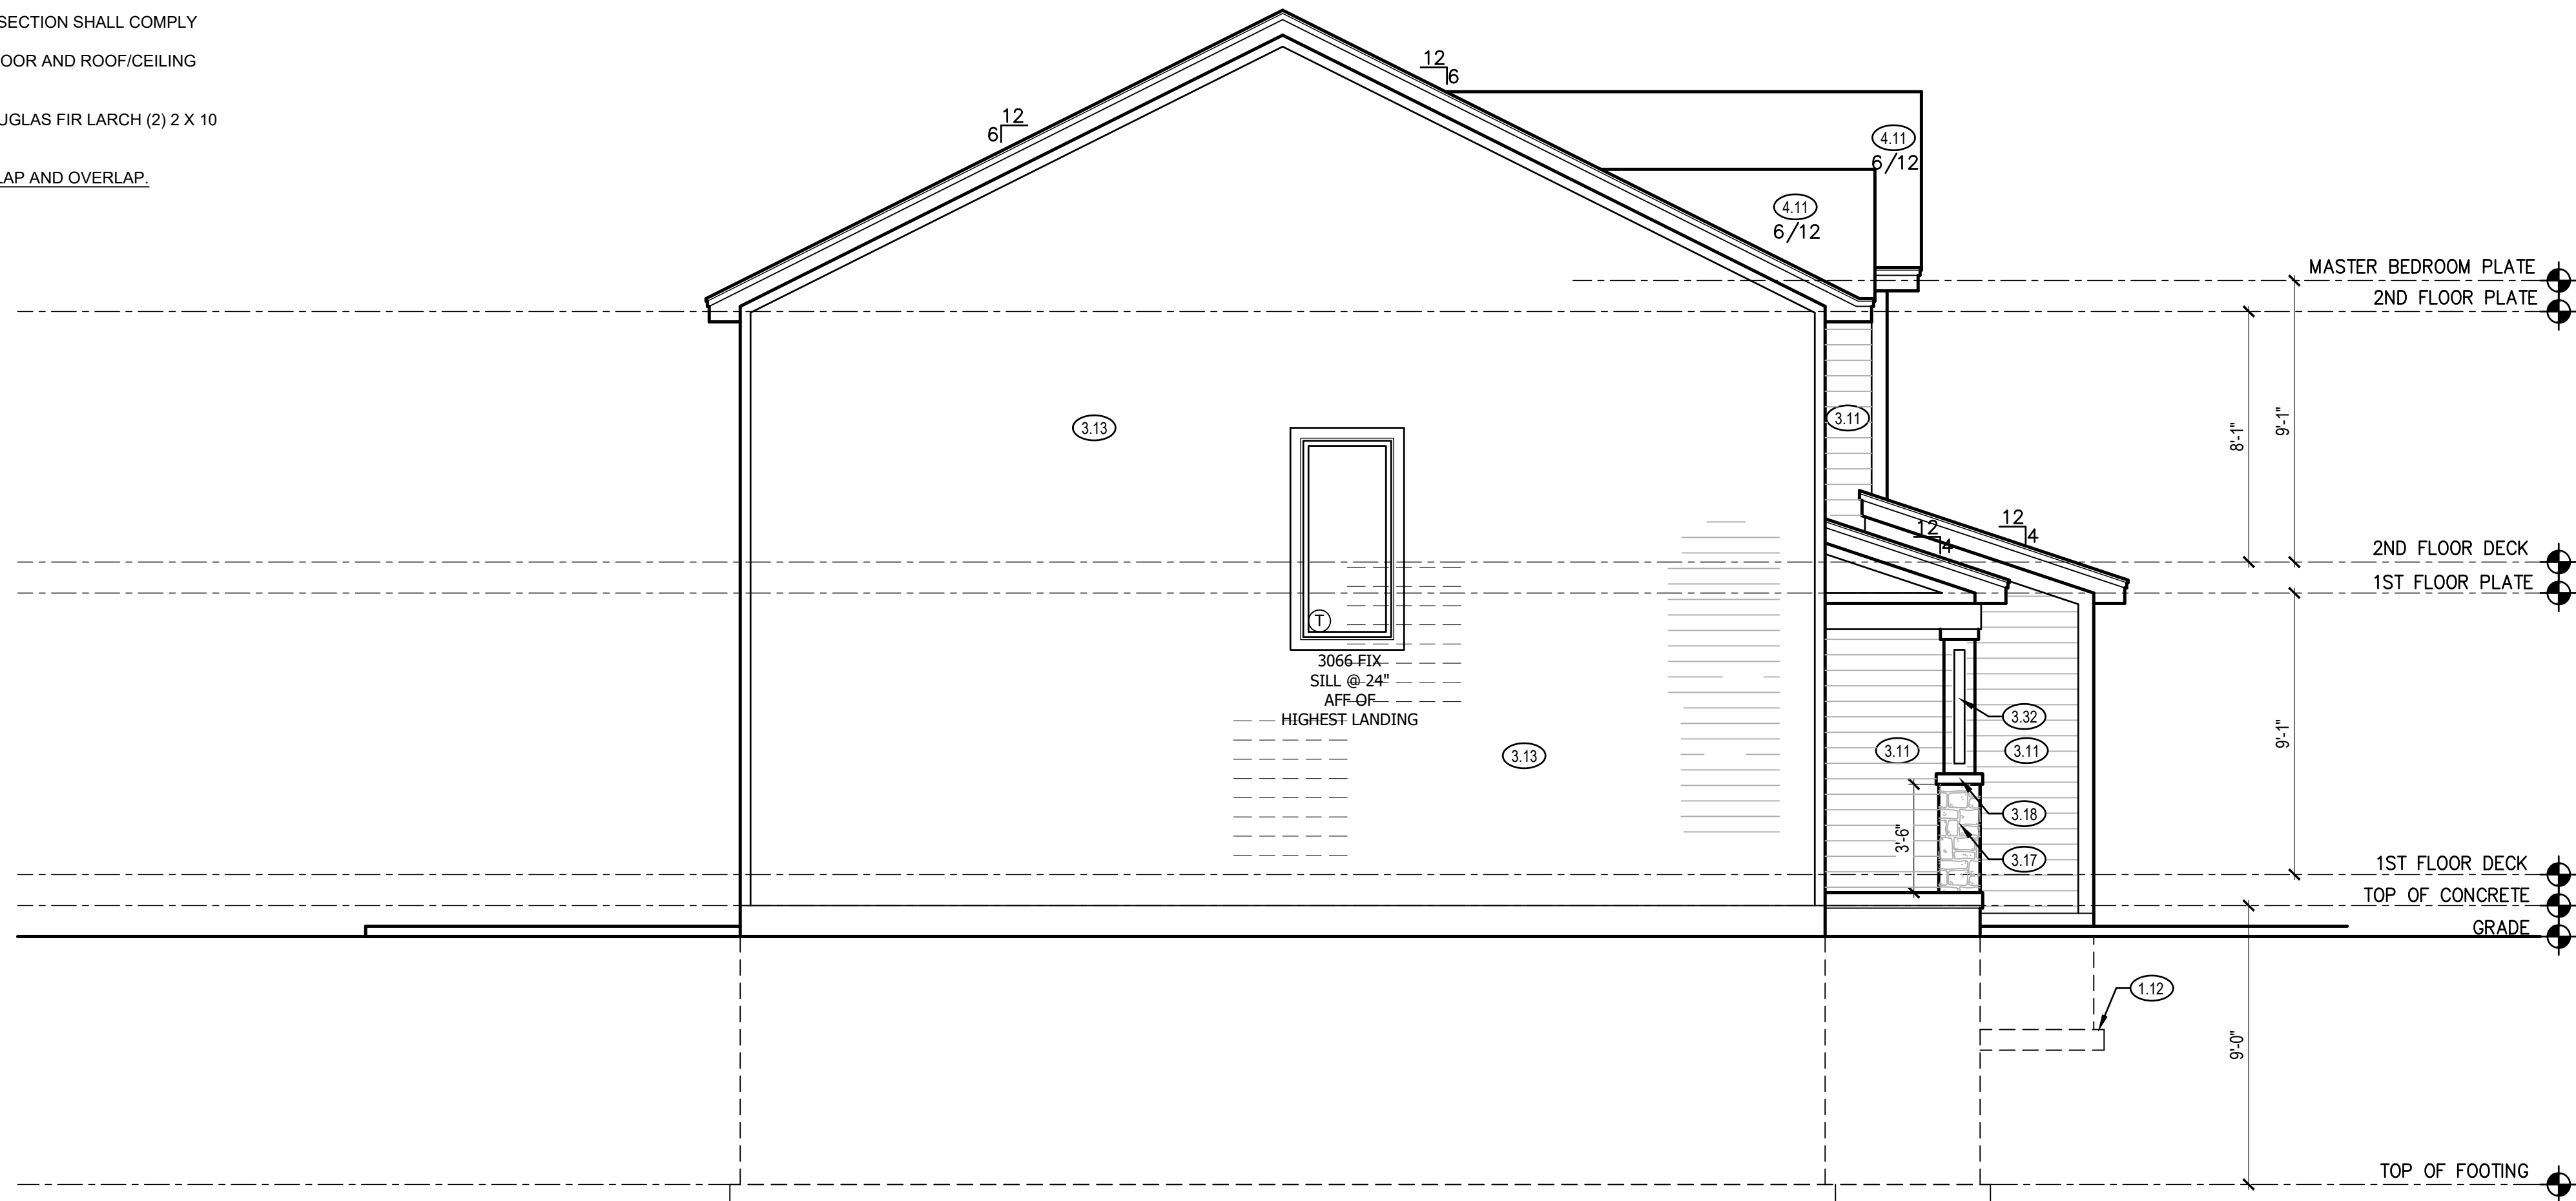 SECTION SHALL COMPLY
OOR AND ROOF/CEILING
UGLAS FIR LARCH (2) 2 X 10
LAP AND OVERLAP.
12
6
12
6
4.11
6/12
4.11
6/12
MASTER BEDROOM PLATE
2ND FLOOR PLATE
3.13
3.11
8'-1"
9'-1"
12
4
12
4
2ND FLOOR DECK
1ST FLOOR PLATE
T
3066 FIX
SILL @ 24"
AFF OF
HIGHEST LANDING
3.13
3.32
3.11
3.11
9'-1"
3.18
3'-6"
3.17
1ST FLOOR DECK
TOP OF CONCRETE
GRADE
1.12
9'-0"
TOP OF FOOTING